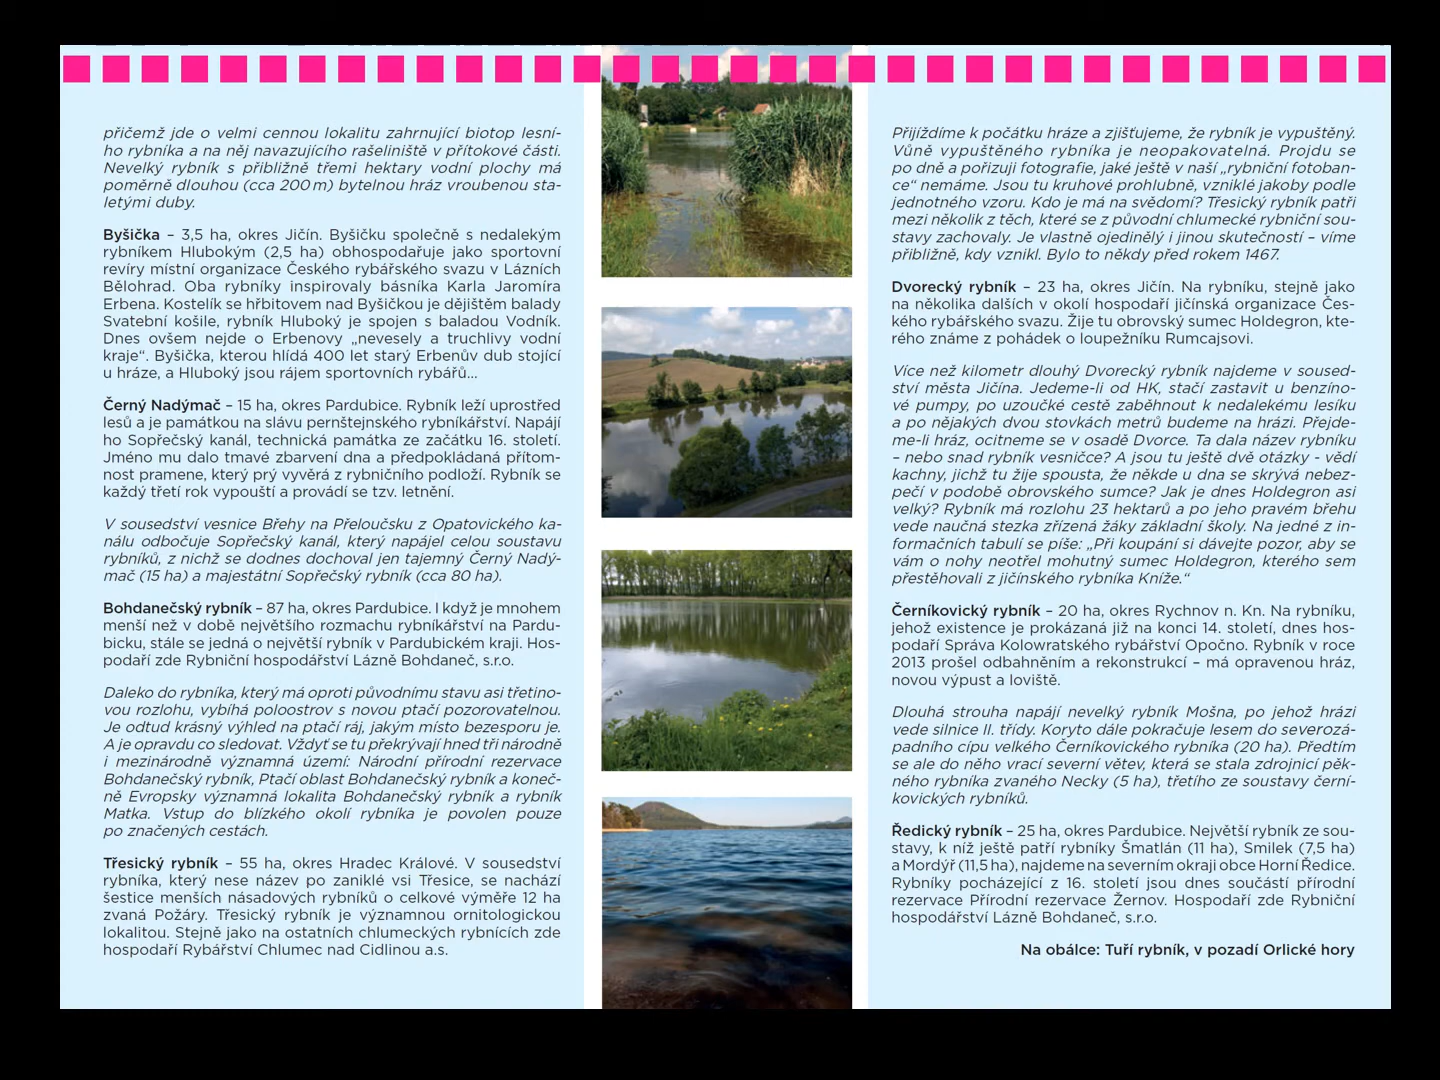 přičemž jde o velmi cennou lokalitu zahrnující biotop lesní-
ho rybníka a na něj navazujícího rašeliniště v přítokové části.
Nevelký rybník s přibližně třemi hektary vodní plochy má
poměrně dlouhou (cca 200 m) bytelnou hráz vroubenou sta-
letými duby.
Byšička – 3,5 ha, okres Jičín. Byšičku společně s nedalekým
rybníkem Hlubokým (2,5 ha) obhospodařuje jako sportovní
revíry místní organizace Českého rybářského svazu v Lázních
Bělohrad. Oba rybníky inspirovaly básníka Karla Jaromíra
Erbena. Kostelík se hřbitovem nad Byšičkou je dějištěm balady
Svatební košile, rybník Hluboký je spojen s baladou Vodník.
Dnes ovšem nejde o Erbenovy „nevesely a truchlivy vodní
kraje“. Byšička, kterou hlídá 400 let starý Erbenův dub stojící
u hráze, a Hluboký jsou rájem sportovních rybářů...
Černý Nadýmač – 15 ha, okres Pardubice. Rybník leží uprostřed
lesů a je památkou na slávu pernštejnského rybníkářství. Napájí
ho Sopřečský kanál, technická památka ze začátku 16. století.
Jméno mu dalo tmavé zbarvení dna a předpokládaná přítom-
nost pramene, který prý vyvěrá z rybničního podloží. Rybník se
každý třetí rok vypouští a provádí se tzv. letnění.
V sousedství vesnice Břehy na Přeloučsku z Opatovického ka-
nálu odbočuje Sopřečský kanál, který napájel celou soustavu
rybníků, z nichž se dodnes dochoval jen tajemný Černý Nadý-
mač (15 ha) a majestátní Sopřečský rybník (cca 80 ha).
Bohdanečský rybník – 87 ha, okres Pardubice. I když je mnohem
menší než v době největšího rozmachu rybníkářství na Pardu-
bicku, stále se jedná o největší rybník v Pardubickém kraji. Hos-
podaří zde Rybniční hospodářství Lázně Bohdaneč, s.r.o.
Daleko do rybníka, který má oproti původnímu stavu asi třetino-
vou rozlohu, vybíhá poloostrov s novou ptačí pozorovatelnou.
Je odtud krásný výhled na ptačí ráj, jakým místo bezesporu je.
A je opravdu co sledovat. Vždyť se tu překrývají hned tři národně
i mezinárodně významná území: Národní přírodní rezervace
Bohdanečský rybník, Ptačí oblast Bohdanečský rybník a koneč-
ně Evropsky významná lokalita Bohdanečský rybník a rybník
Matka. Vstup do blízkého okolí rybníka je povolen pouze
po značených cestách.
Třesický rybník – 55 ha, okres Hradec Králové. V sousedství
rybníka, který nese název po zaniklé vsi Třesice, se nachází
šestice menších násadových rybníků o celkové výměře 12 ha
zvaná Požáry. Třesický rybník je významnou ornitologickou
lokalitou. Stejně jako na ostatních chlumeckých rybnících zde
hospodaří Rybářství Chlumec nad Cidlinou a.s.
Přijíždíme k počátku hráze a zjišťujeme, že rybník je vypuštěný.
Vůně vypuštěného rybníka je neopakovatelná. Projdu se
po dně a pořizuji fotografie, jaké ještě v naší „rybniční fotoban-
ce“ nemáme. Jsou tu kruhové prohlubně, vzniklé jakoby podle
jednotného vzoru. Kdo je má na svědomí? Třesický rybník patří
mezi několik z těch, které se z původní chlumecké rybniční sou-
stavy zachovaly. Je vlastně ojedinělý i jinou skutečností – víme
přibližně, kdy vznikl. Bylo to někdy před rokem 1467.
Dvorecký rybník – 23 ha, okres Jičín. Na rybníku, stejně jako
na několika dalších v okolí hospodaří jičínská organizace Čes-
kého rybářského svazu. Žije tu obrovský sumec Holdegron, kte-
rého známe z pohádek o loupežníku Rumcajsovi.
Více než kilometr dlouhý Dvorecký rybník najdeme v soused-
ství města Jičína. Jedeme-li od HK, stačí zastavit u benzíno-
vé pumpy, po uzoučké cestě zaběhnout k nedalekému lesíku
a po nějakých dvou stovkách metrů budeme na hrázi. Přejde-
me-li hráz, ocitneme se v osadě Dvorce. Ta dala název rybníku
– nebo snad rybník vesničce? A jsou tu ještě dvě otázky - vědí
kachny, jichž tu žije spousta, že někde u dna se skrývá nebez-
pečí v podobě obrovského sumce? Jak je dnes Holdegron asi
velký? Rybník má rozlohu 23 hektarů a po jeho pravém břehu
vede naučná stezka zřízená žáky základní školy. Na jedné z in-
formačních tabulí se píše: „Při koupání si dávejte pozor, aby se
vám o nohy neotřel mohutný sumec Holdegron, kterého sem
přestěhovali z jičínského rybníka Kníže.“
Černíkovický rybník – 20 ha, okres Rychnov n. Kn. Na rybníku,
jehož existence je prokázaná již na konci 14. století, dnes hos-
podaří Správa Kolowratského rybářství Opočno. Rybník v roce
2013 prošel odbahněním a rekonstrukcí – má opravenou hráz,
novou výpust a loviště.
Dlouhá strouha napájí nevelký rybník Mošna, po jehož hrázi
vede silnice II. třídy. Koryto dále pokračuje lesem do severozá-
padního cípu velkého Černíkovického rybníka (20 ha). Předtím
se ale do něho vrací severní větev, která se stala zdrojnicí pěk-
ného rybníka zvaného Necky (5 ha), třetího ze soustavy černí-
kovických rybníků.
Ředický rybník – 25 ha, okres Pardubice. Největší rybník ze sou-
stavy, k níž ještě patří rybníky Šmatlán (11 ha), Smilek (7,5 ha)
a Mordýř (11,5 ha), najdeme na severním okraji obce Horní Ředice.
Rybníky pocházející z 16. století jsou dnes součástí přírodní
rezervace Přírodní rezervace Žernov. Hospodaří zde Rybniční
hospodářství Lázně Bohdaneč, s.r.o.
Na obálce: Tuří rybník, v pozadí Orlické hory